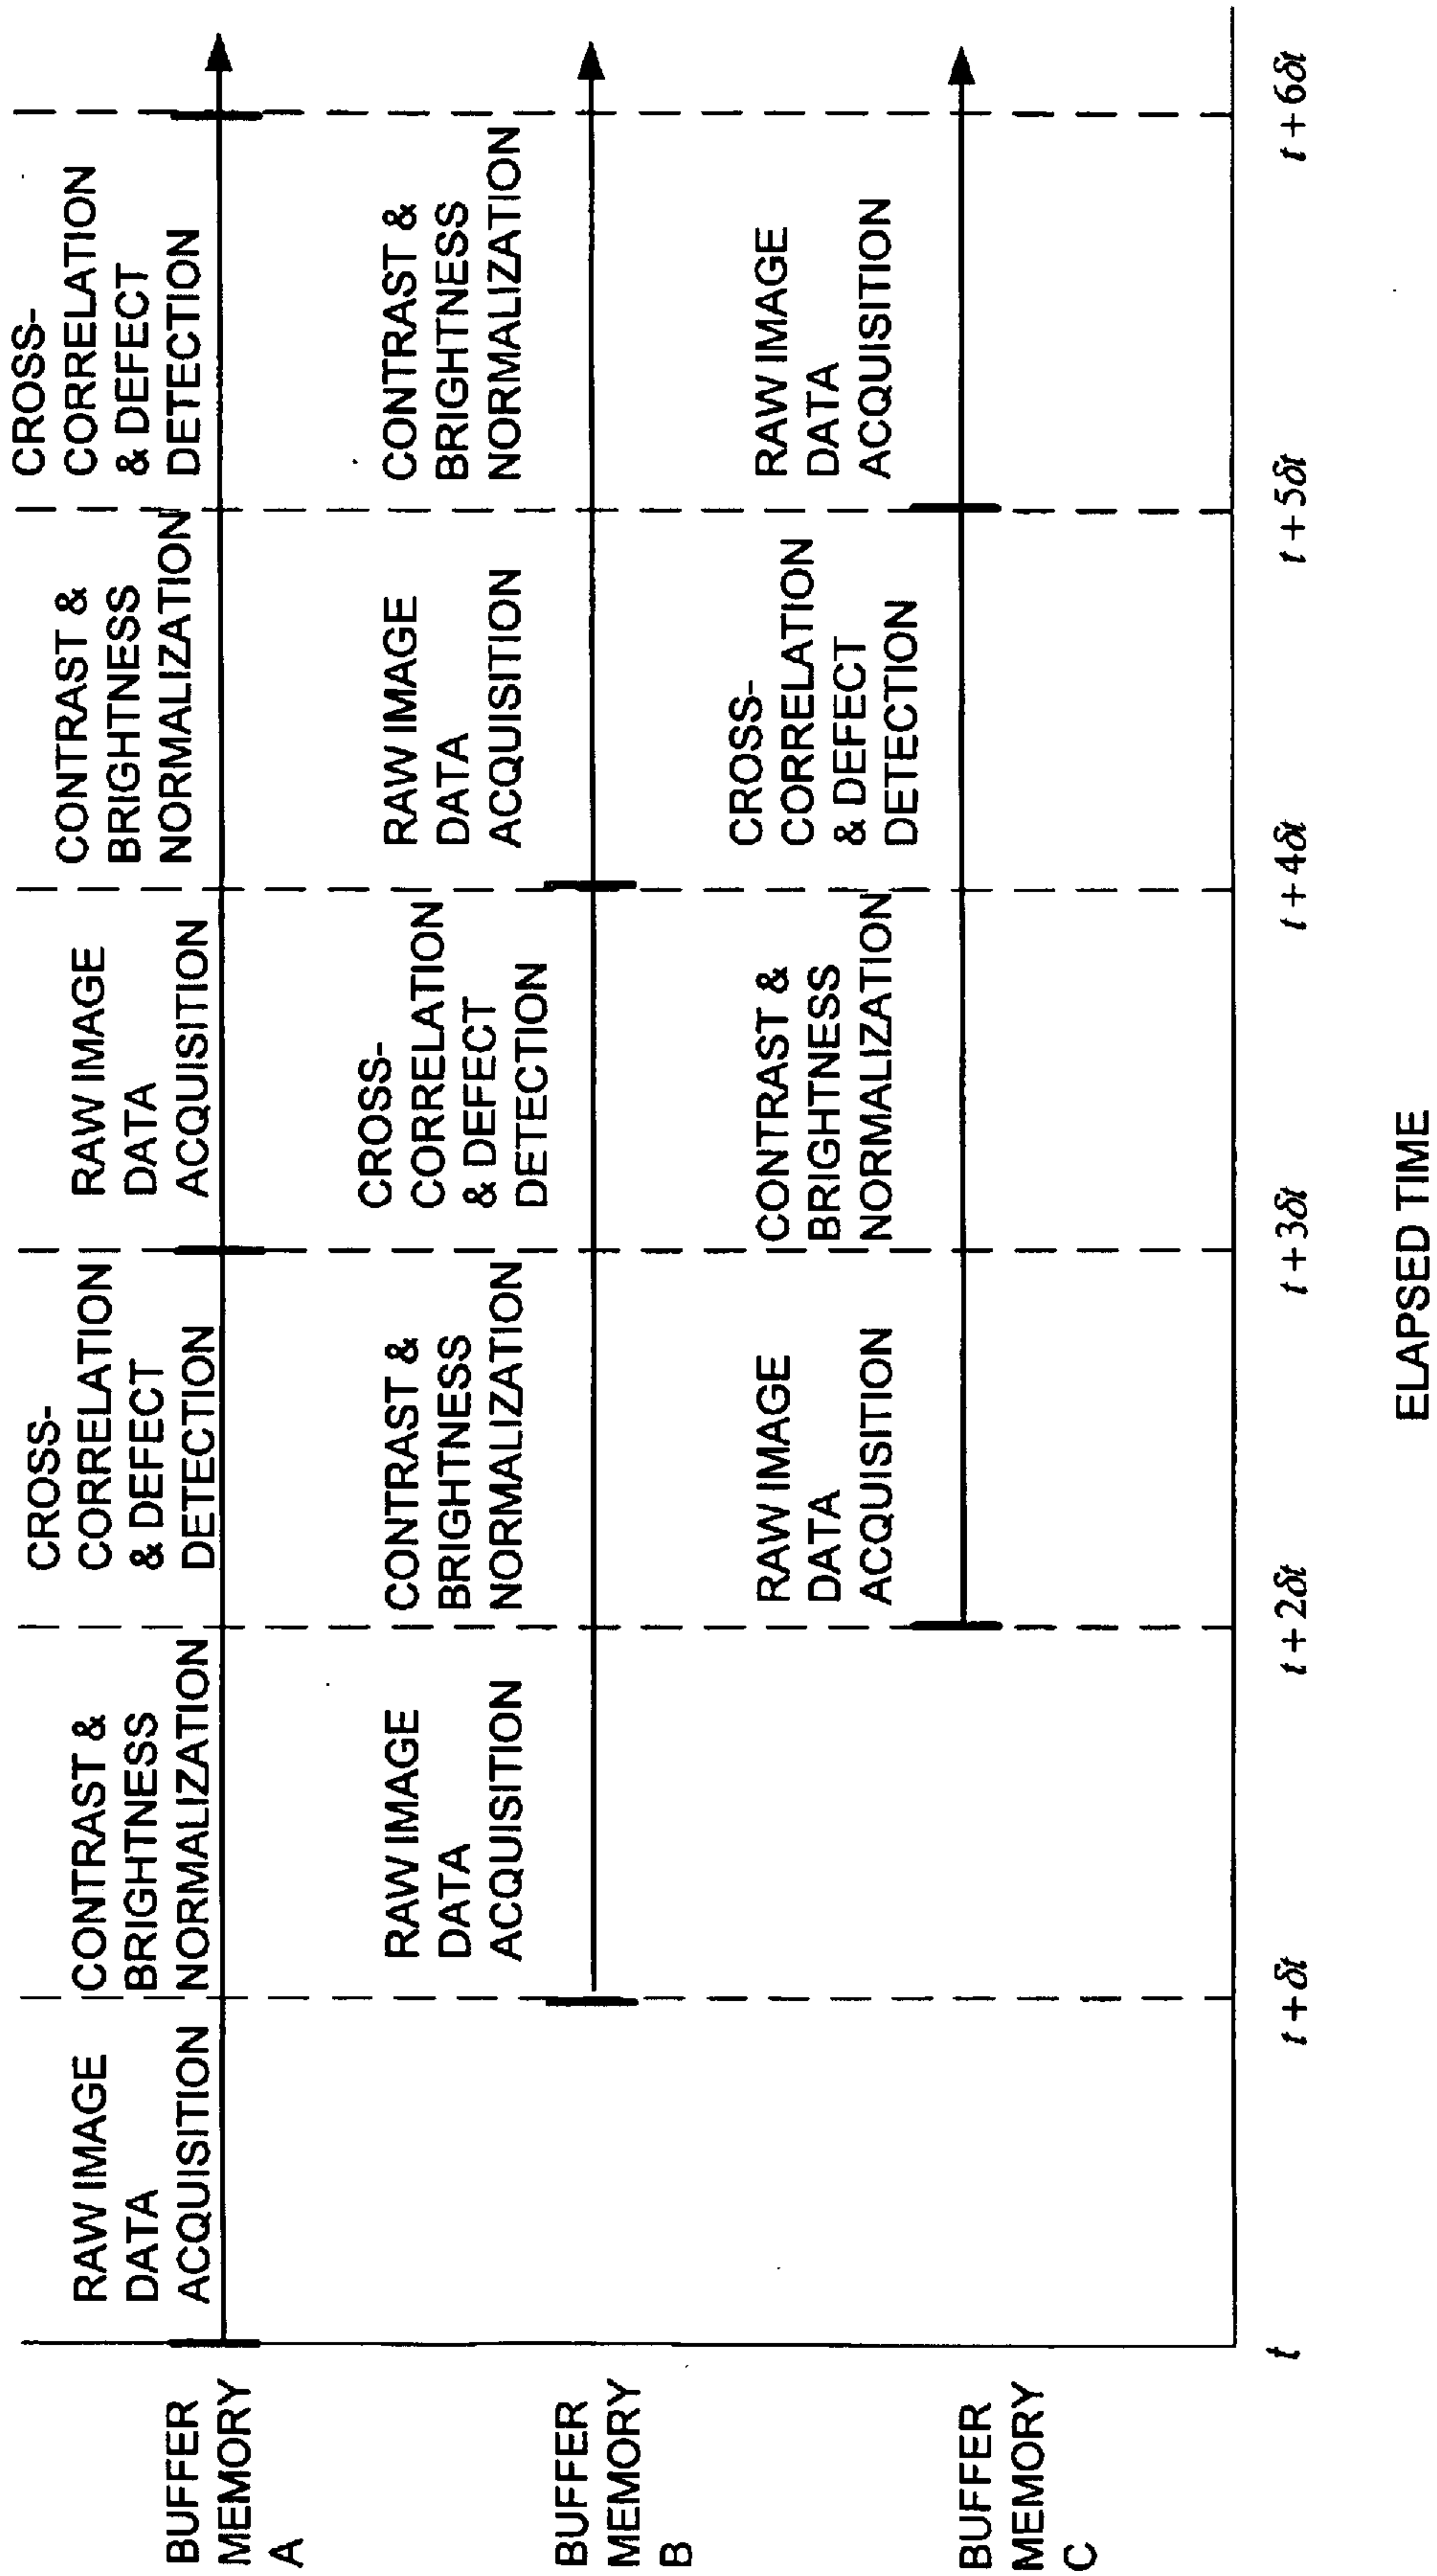 BUFFER
MEMORY
A
RAW IMAGE
DATA
ACQUISITION
CONTRAST &
BRIGHTNESS
NORMALIZATION
CROSS-
CORRELATION
& DEFECT
DETECTION
RAW IMAGE
DATA
ACQUISITION
CONTRAST &
BRIGHTNESS
NORMALIZATION
CROSS-
CORRELATION
& DEFECT
DETECTION
BUFFER
MEMORY
B
RAW IMAGE
DATA
ACQUISITION
CONTRAST &
BRIGHTNESS
NORMALIZATION
CROSS-
CORRELATION
& DEFECT
DETECTION
RAW IMAGE
DATA
ACQUISITION
CONTRAST &
BRIGHTNESS
NORMALIZATION
BUFFER
MEMORY
C
RAW IMAGE
DATA
ACQUISITION
CONTRAST &
BRIGHTNESS
NORMALIZATION
CROSS-
CORRELATION
& DEFECT
DETECTION
RAW IMAGE
DATA
ACQUISITION
t
t + δt
t + 2δt
t + 3δt
t + 4δt
t + 5δt
t + 6δt
ELAPSED TIME